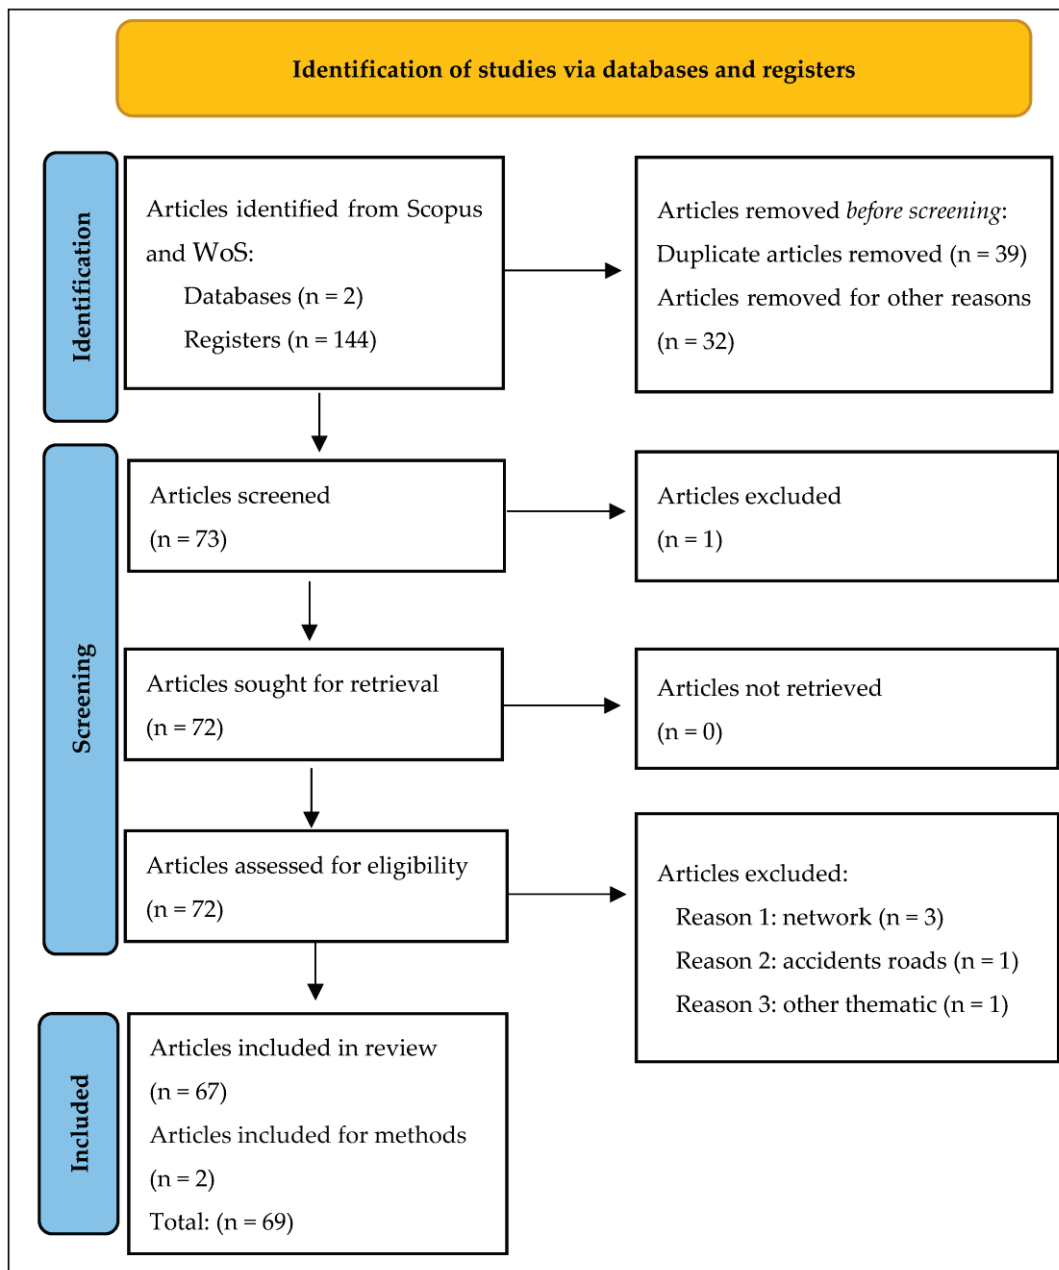 Identification of studies via databases and registers
Identification
Articles identified from Scopus
and WoS:
Databases (n = 2)
Registers (n = 144)
Articles removed before screening:
Duplicate articles removed (n = 39)
Articles removed for other reasons
(n = 32)
Screening
Articles screened
(n = 73)
Articles excluded
(n = 1)
Articles sought for retrieval
(n = 72)
Articles not retrieved
(n = 0)
Articles assessed for eligibility
(n = 72)
Articles excluded:
Reason 1: network (n = 3)
Reason 2: accidents roads (n = 1)
Reason 3: other thematic (n = 1)
Included
Articles included in review
(n = 67)
Articles included for methods
(n = 2)
Total: (n = 69)